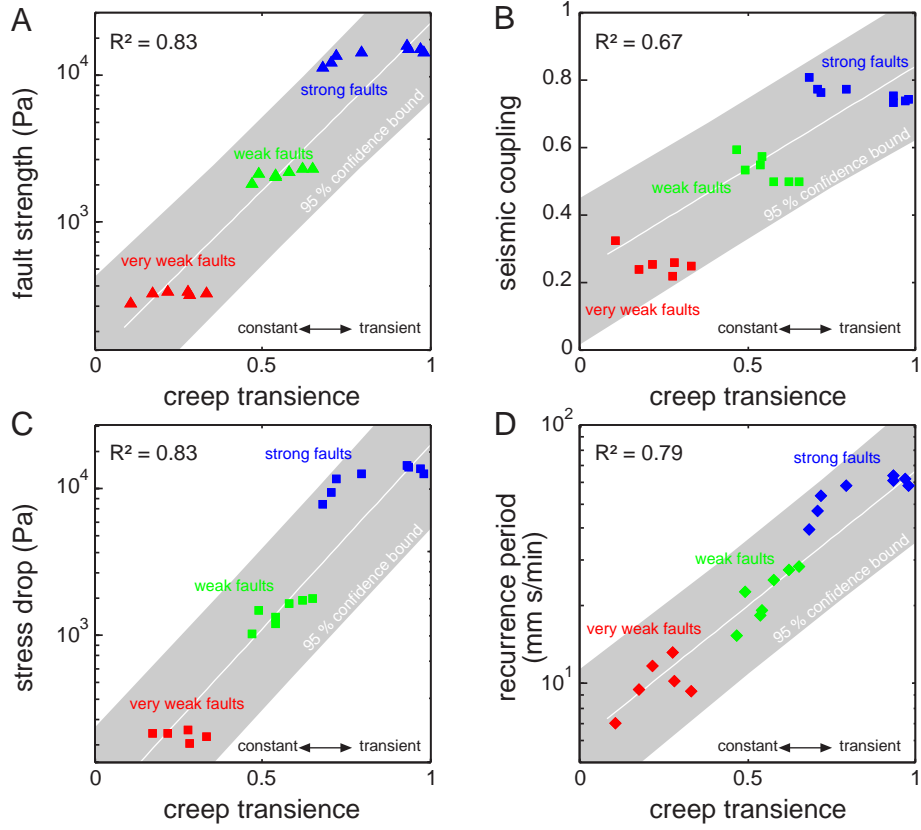 A
R² = 0.83
10⁴
10³
fault strength (Pa)
strong faults
weak faults
very weak faults
95 % confidence bound
constant
transient
0
0.5
1
creep transience
B
R² = 0.67
1
0.8
0.6
0.4
0.2
0
seismic coupling
strong faults
weak faults
very weak faults
95 % confidence bound
constant
transient
0
0.5
1
creep transience
C
R² = 0.83
10⁴
10³
stress drop (Pa)
strong faults
weak faults
very weak faults
95 % confidence bound
constant
transient
0
0.5
1
creep transience
D
R² = 0.79
10²
10¹
recurrence period
(mm s/min)
strong faults
weak faults
very weak faults
95 % confidence bound
constant
transient
0
0.5
1
creep transience